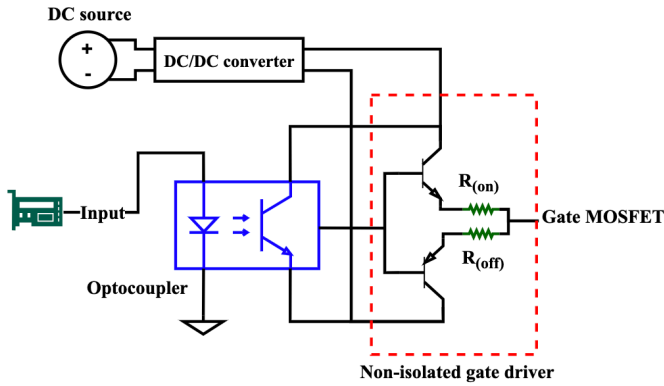 DC source
+
-
DC/DC converter
R(on)
Input
Gate MOSFET
R(off)
Optocoupler
Non-isolated gate driver